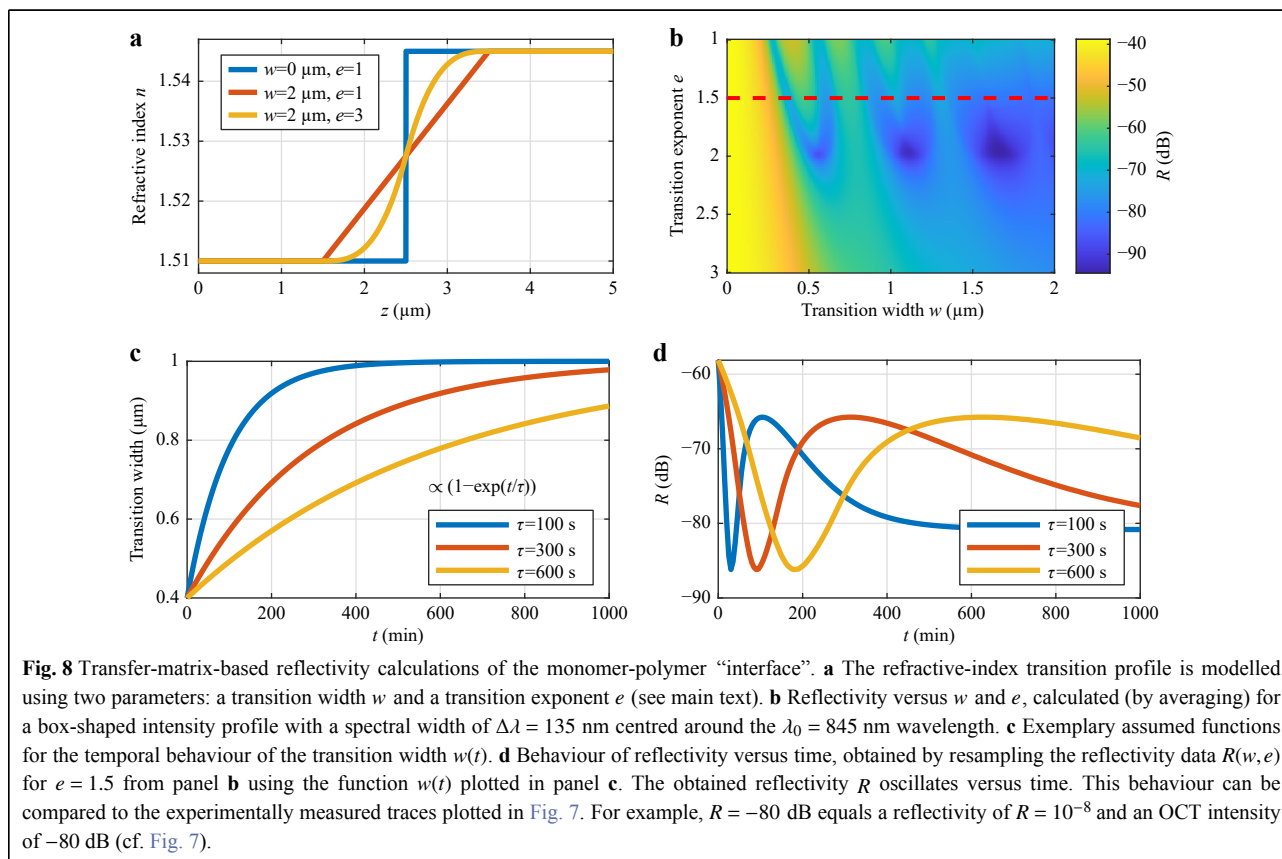 a
w=0 µm, e=1
w=2 µm, e=1
w=2 µm, e=3
1.54
1.53
1.52
1.51
Refractive index n
0 1 2 3 4 5
z (µm)
b
1
1.5
2
2.5
3
Transition exponent e
0 0.5 1 1.5 2
Transition width w (µm)
−40
−50
−60
−70
−80
−90
R (dB)
c
1
0.8
0.6
0.4
Transition width (µm)
∝ (1−exp(t/τ))
τ=100 s
τ=300 s
τ=600 s
0 200 400 600 800 1000
t (min)
d
−60
−70
−80
−90
R (dB)
τ=100 s
τ=300 s
τ=600 s
0 200 400 600 800 1000
t (min)
Fig. 8 Transfer-matrix-based reflectivity calculations of the monomer-polymer “interface”. a The refractive-index transition profile is modelled
using two parameters: a transition width w and a transition exponent e (see main text). b Reflectivity versus w and e, calculated (by averaging) for
a box-shaped intensity profile with a spectral width of Δλ = 135 nm centred around the λ0 = 845 nm wavelength. c Exemplary assumed functions
for the temporal behaviour of the transition width w(t). d Behaviour of reflectivity versus time, obtained by resampling the reflectivity data R(w, e)
for e = 1.5 from panel b using the function w(t) plotted in panel c. The obtained reflectivity R oscillates versus time. This behaviour can be
compared to the experimentally measured traces plotted in Fig. 7. For example, R = −80 dB equals a reflectivity of R = 10⁻⁸ and an OCT intensity
of −80 dB (cf. Fig. 7).